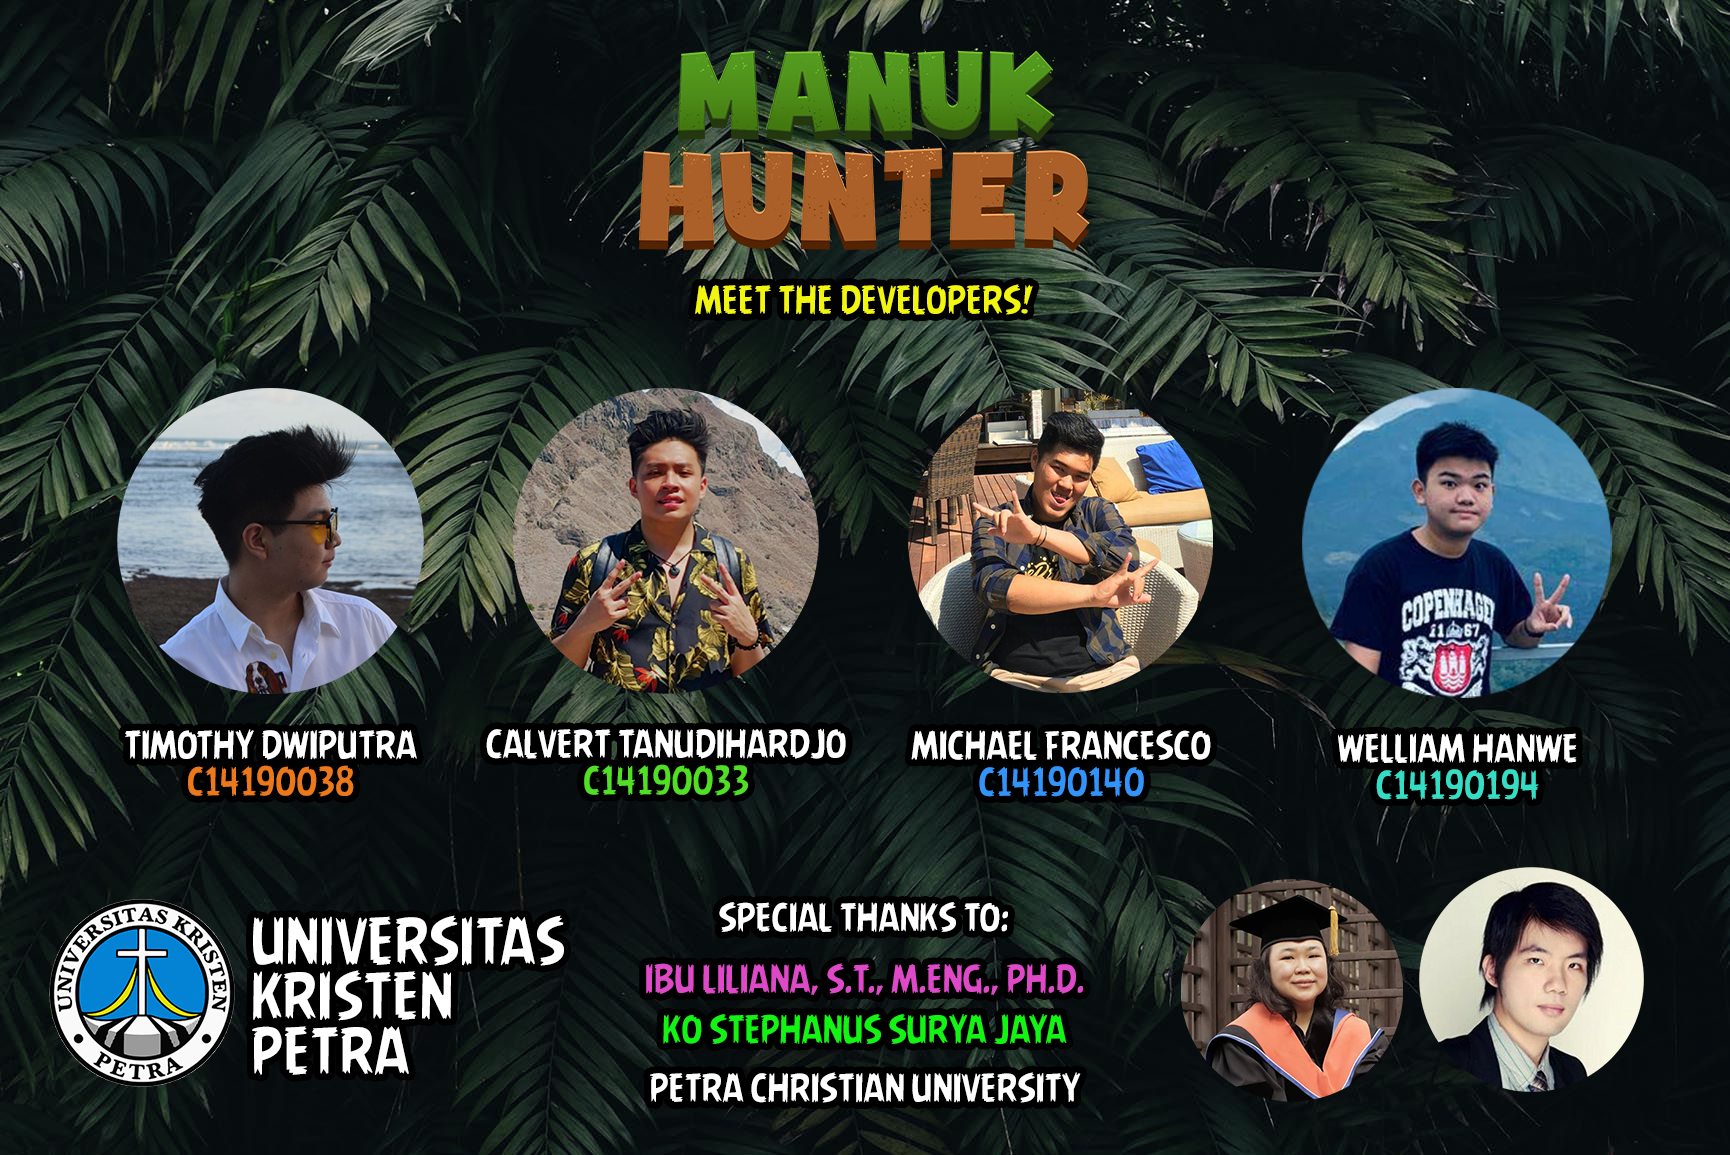 MANUK
HUNTER
MEET THE DEVELOPERS!
COPENHAGEN
1167
TIMOTHY DWIPUTRA
C14190038
CALVERT TANUDIHARDJO
C14190033
MICHAEL FRANCESCO
C14190140
WELLIAM HANWE
C14190194
UNIVERSITAS KRISTEN
PETRA
UNIVERSITAS
KRISTEN
PETRA
SPECIAL THANKS TO:
IBU LILIANA, S.T., M.ENG., PH.D.
KO STEPHANUS SURYA JAYA
PETRA CHRISTIAN UNIVERSITY